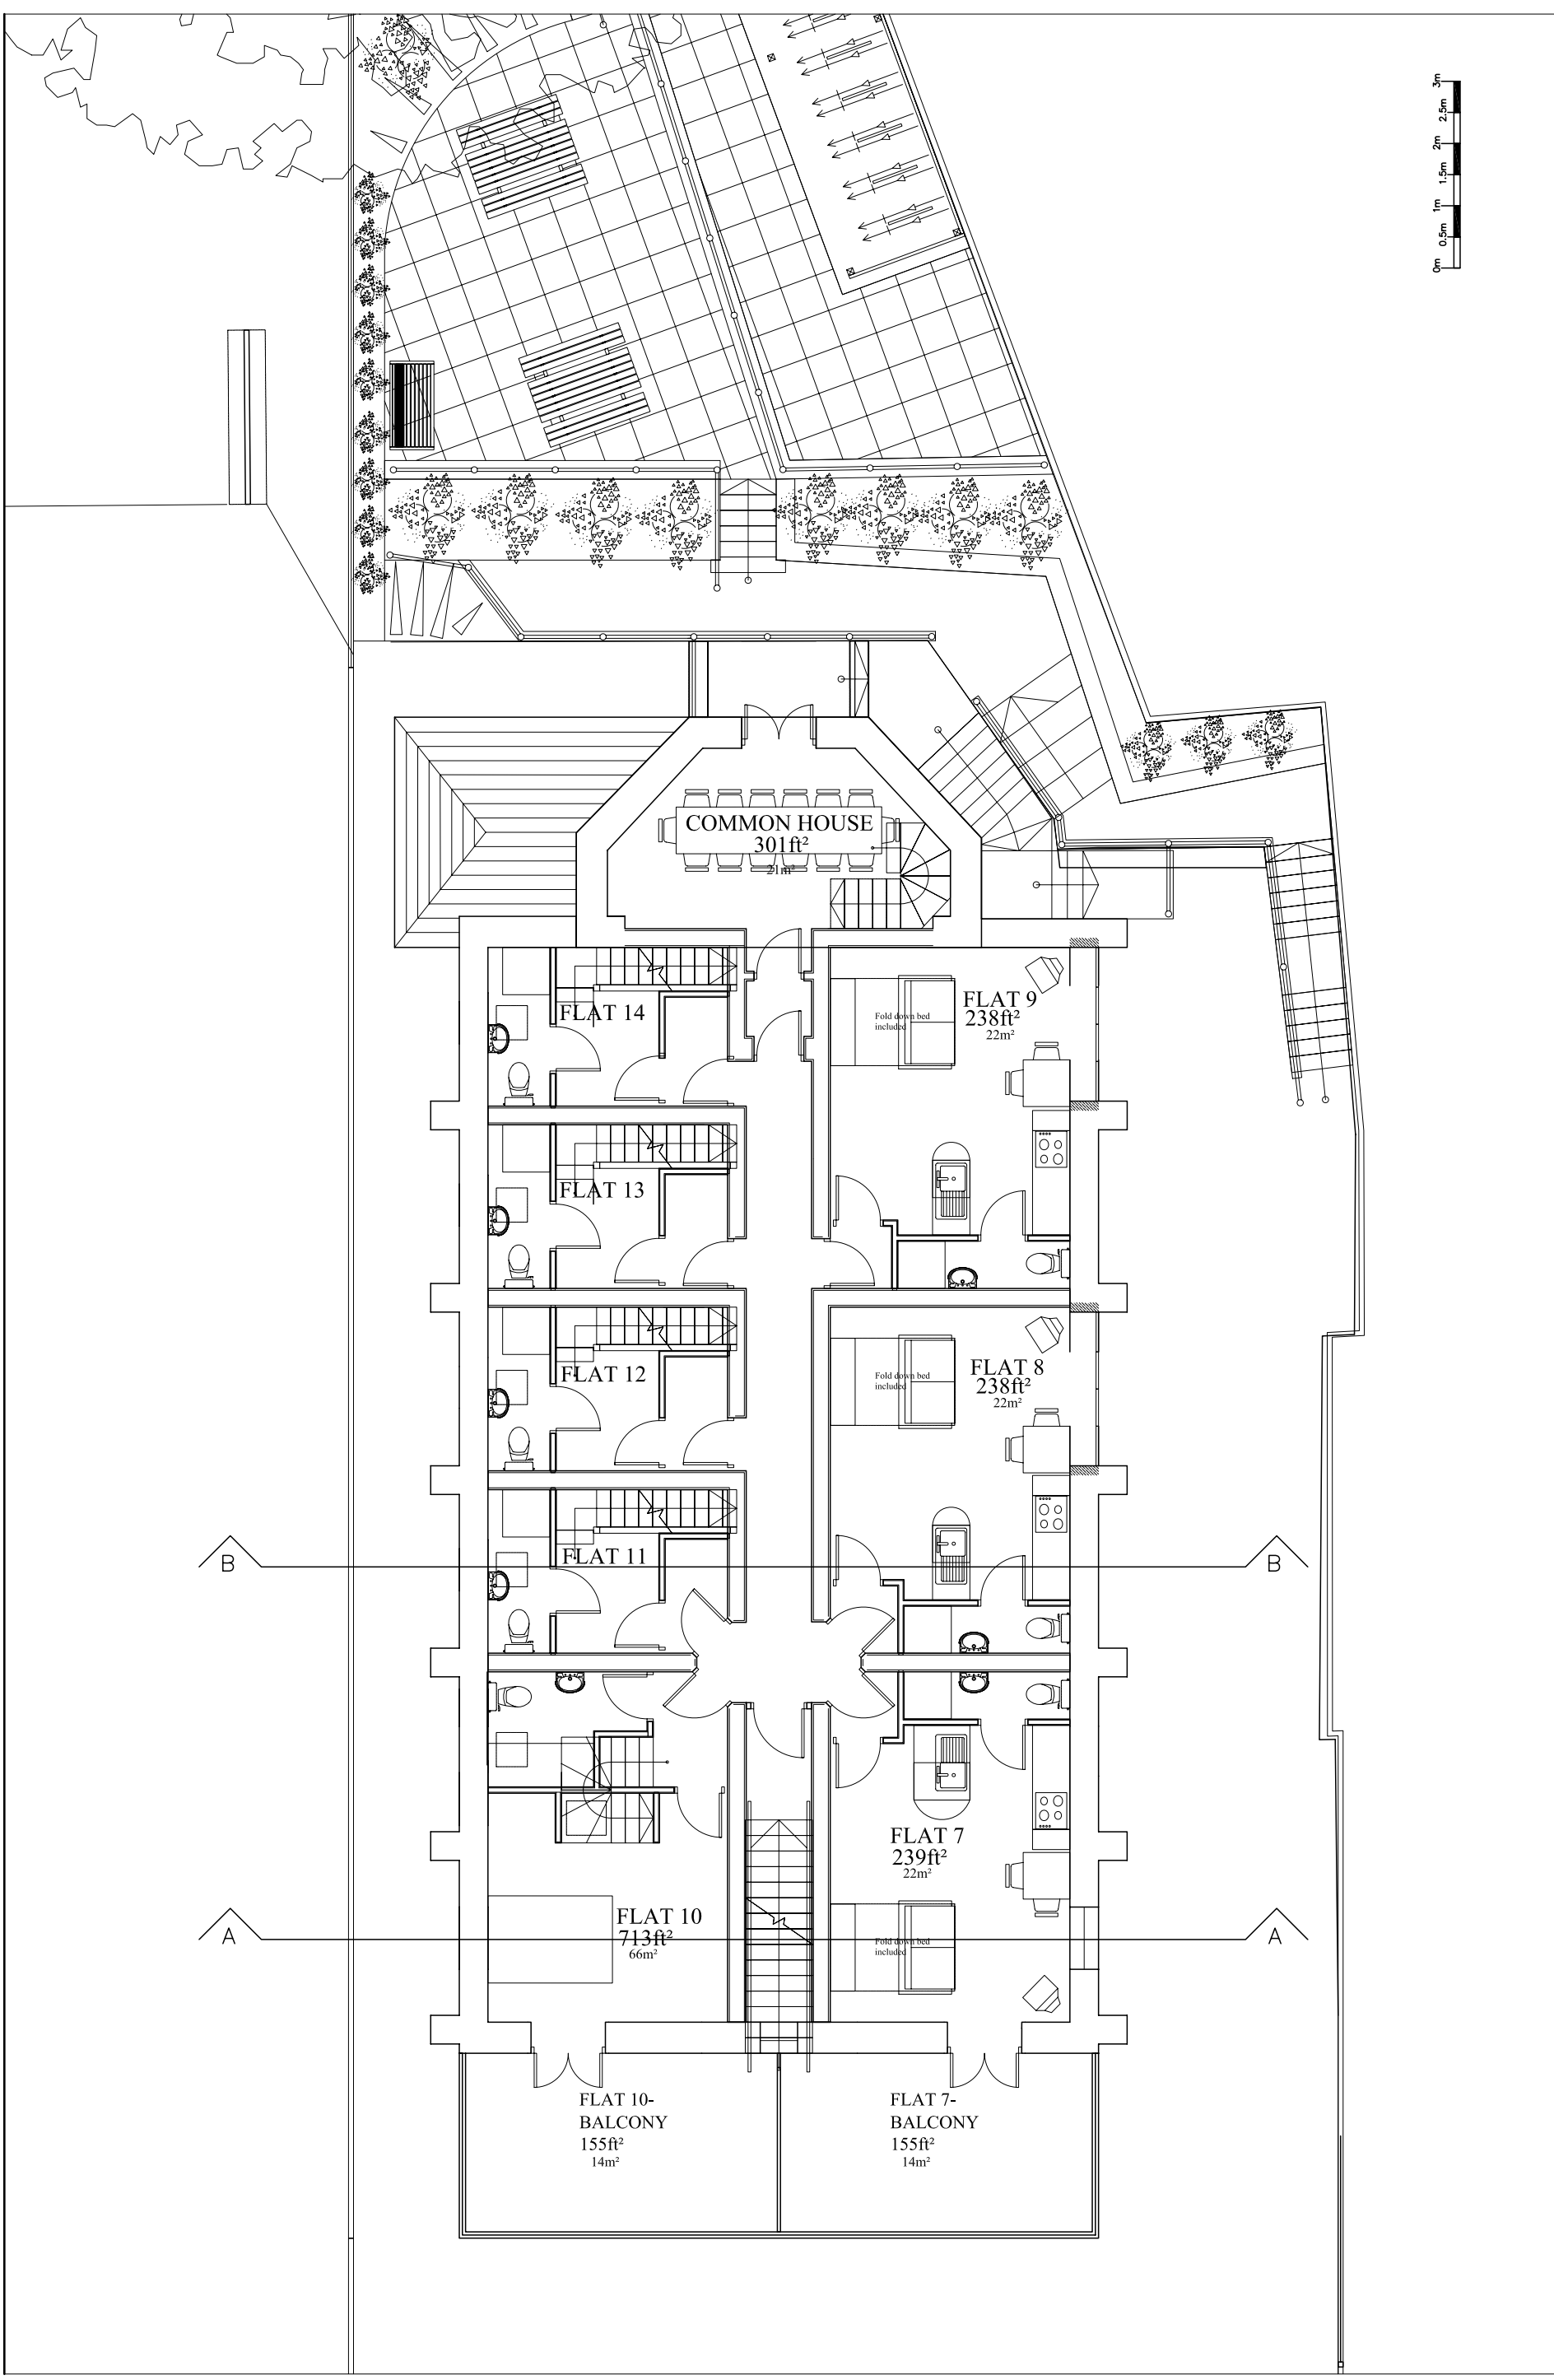 3m
2.5m
2m
1.5m
1m
0.5m
0m
COMMON HOUSE
301ft²
21m²
FLAT 14
FLAT 9
238ft²
22m²
Fold down bed
included
FLAT 13
FLAT 12
FLAT 8
238ft²
22m²
Fold down bed
included
FLAT 11
B
B
FLAT 7
239ft²
22m²
FLAT 10
713ft²
66m²
Fold down bed
included
A
A
FLAT 10-
BALCONY
155ft²
14m²
FLAT 7-
BALCONY
155ft²
14m²